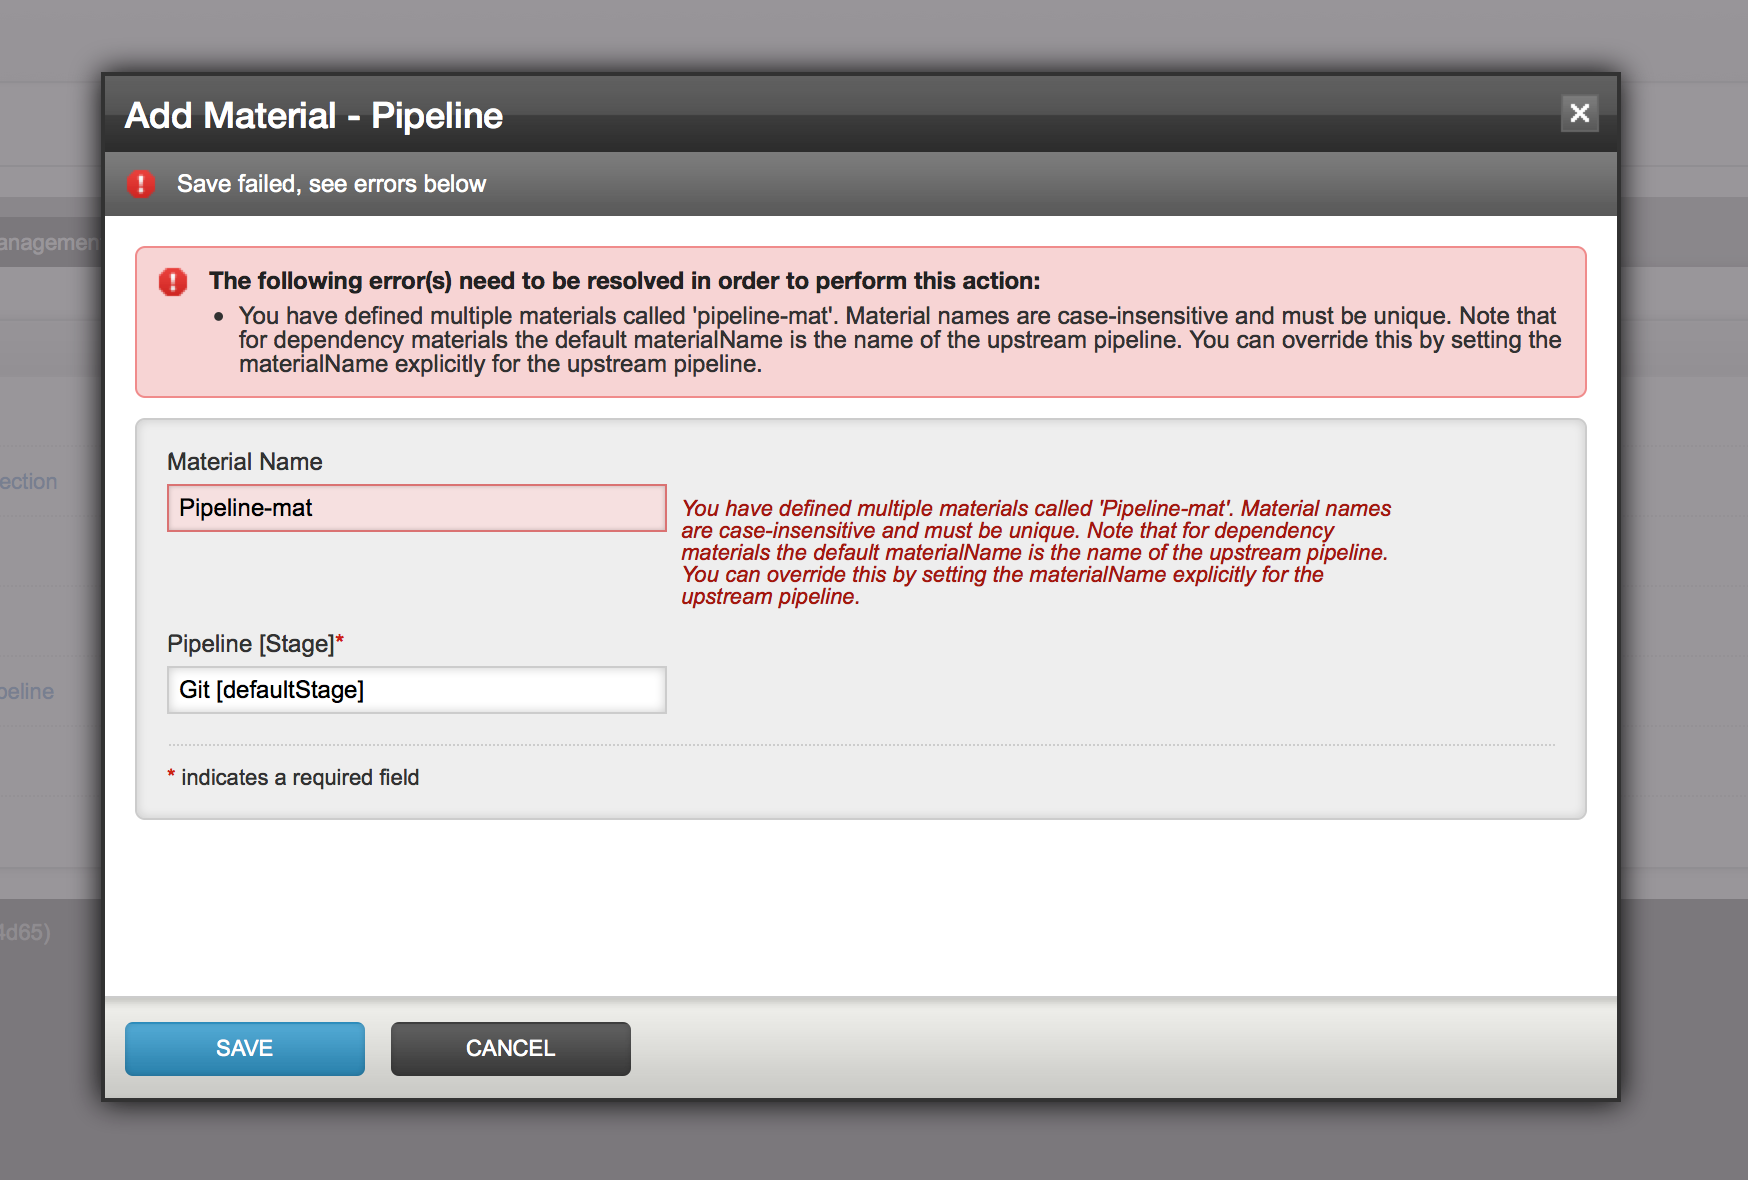 Add Material - Pipeline
Save failed, see errors below
anagemen
The following error(s) need to be resolved in order to perform this action:
• You have defined multiple materials called 'pipeline-mat'. Material names are case-insensitive and must be unique. Note that
for dependency materials the default materialName is the name of the upstream pipeline. You can override this by setting the
materialName explicitly for the upstream pipeline.
Material Name
ection
Pipeline-mat
You have defined multiple materials called 'Pipeline-mat'. Material names
are case-insensitive and must be unique. Note that for dependency
materials the default materialName is the name of the upstream pipeline.
You can override this by setting the materialName explicitly for the
upstream pipeline.
Pipeline [Stage]*
peline
Git [defaultStage]
* indicates a required field
4d65)
SAVE
CANCEL